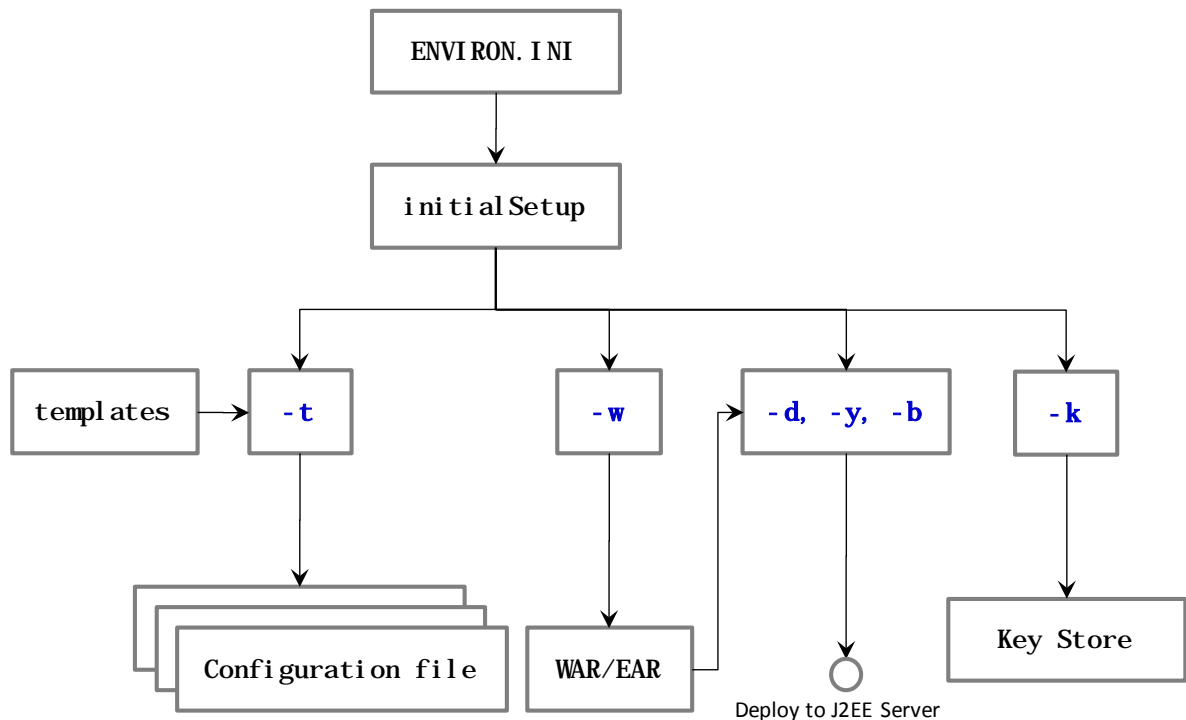 ENVIRON.INI
initialSetup
templates
-t
-w
-d, -y, -b
-k
Configuration file
WAR/EAR
Key Store
Deploy to J2EE Server